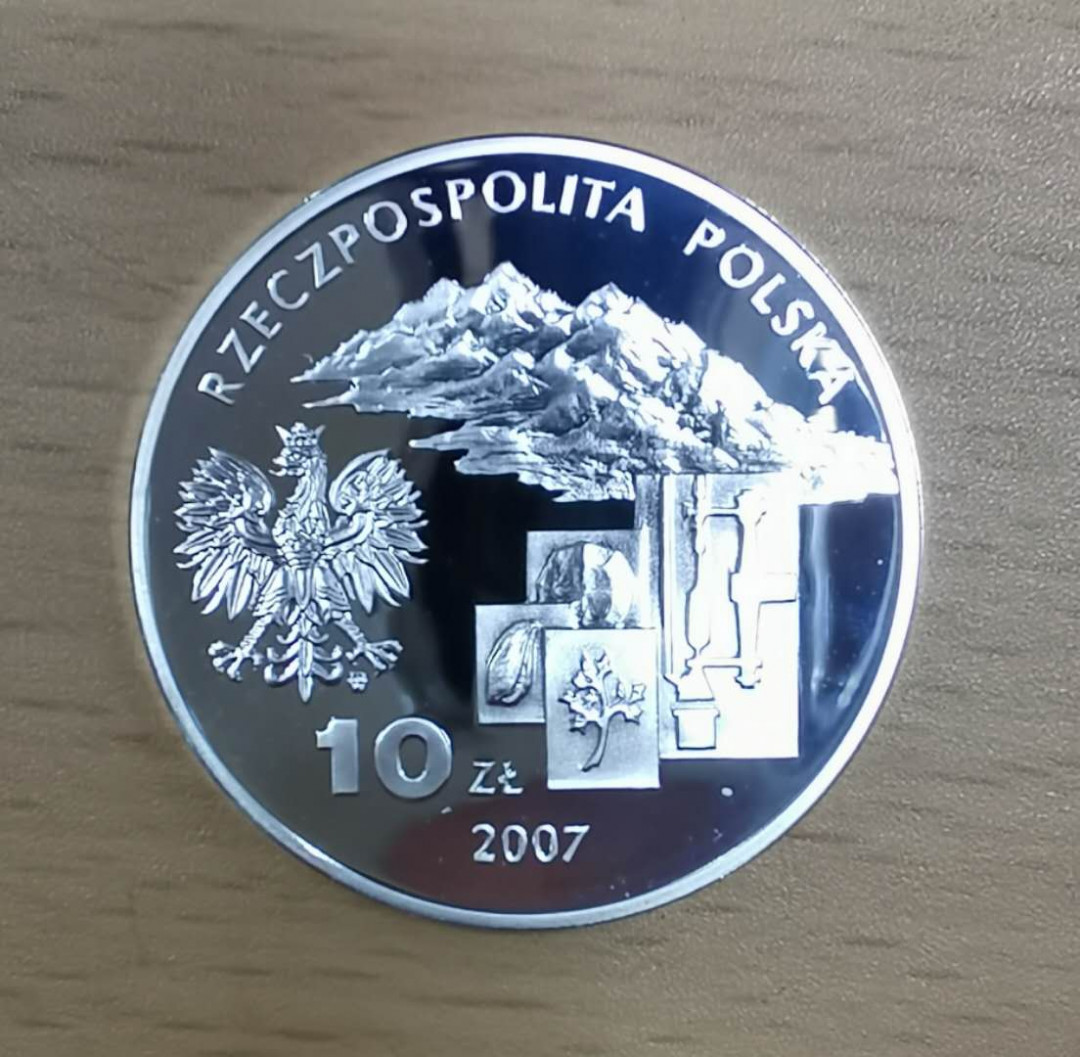 RZECZPOSPOLITA POLSKA
10 ZŁ
2007